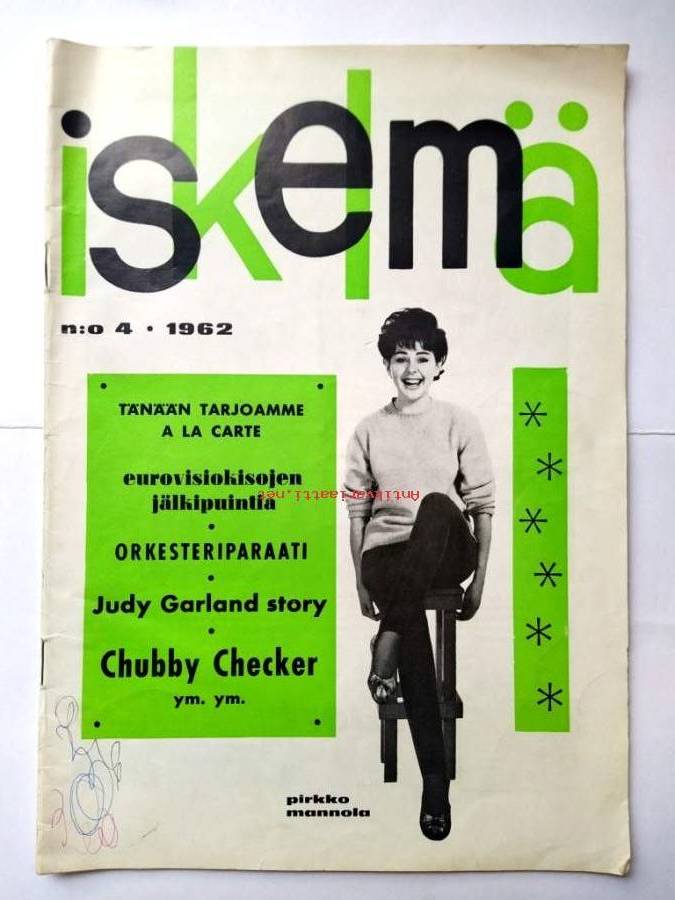 iskelmä
n:o 4 • 1962
TÄNÄÄN TARJOAMME
A LA CARTE
eurovisiokisojen
jälkipuintia
•
ORKESTERIPARAATI
•
Judy Garland story
•
Chubby Checker
ym. ym.
Antikvariaatti.net
pirkko
mannola